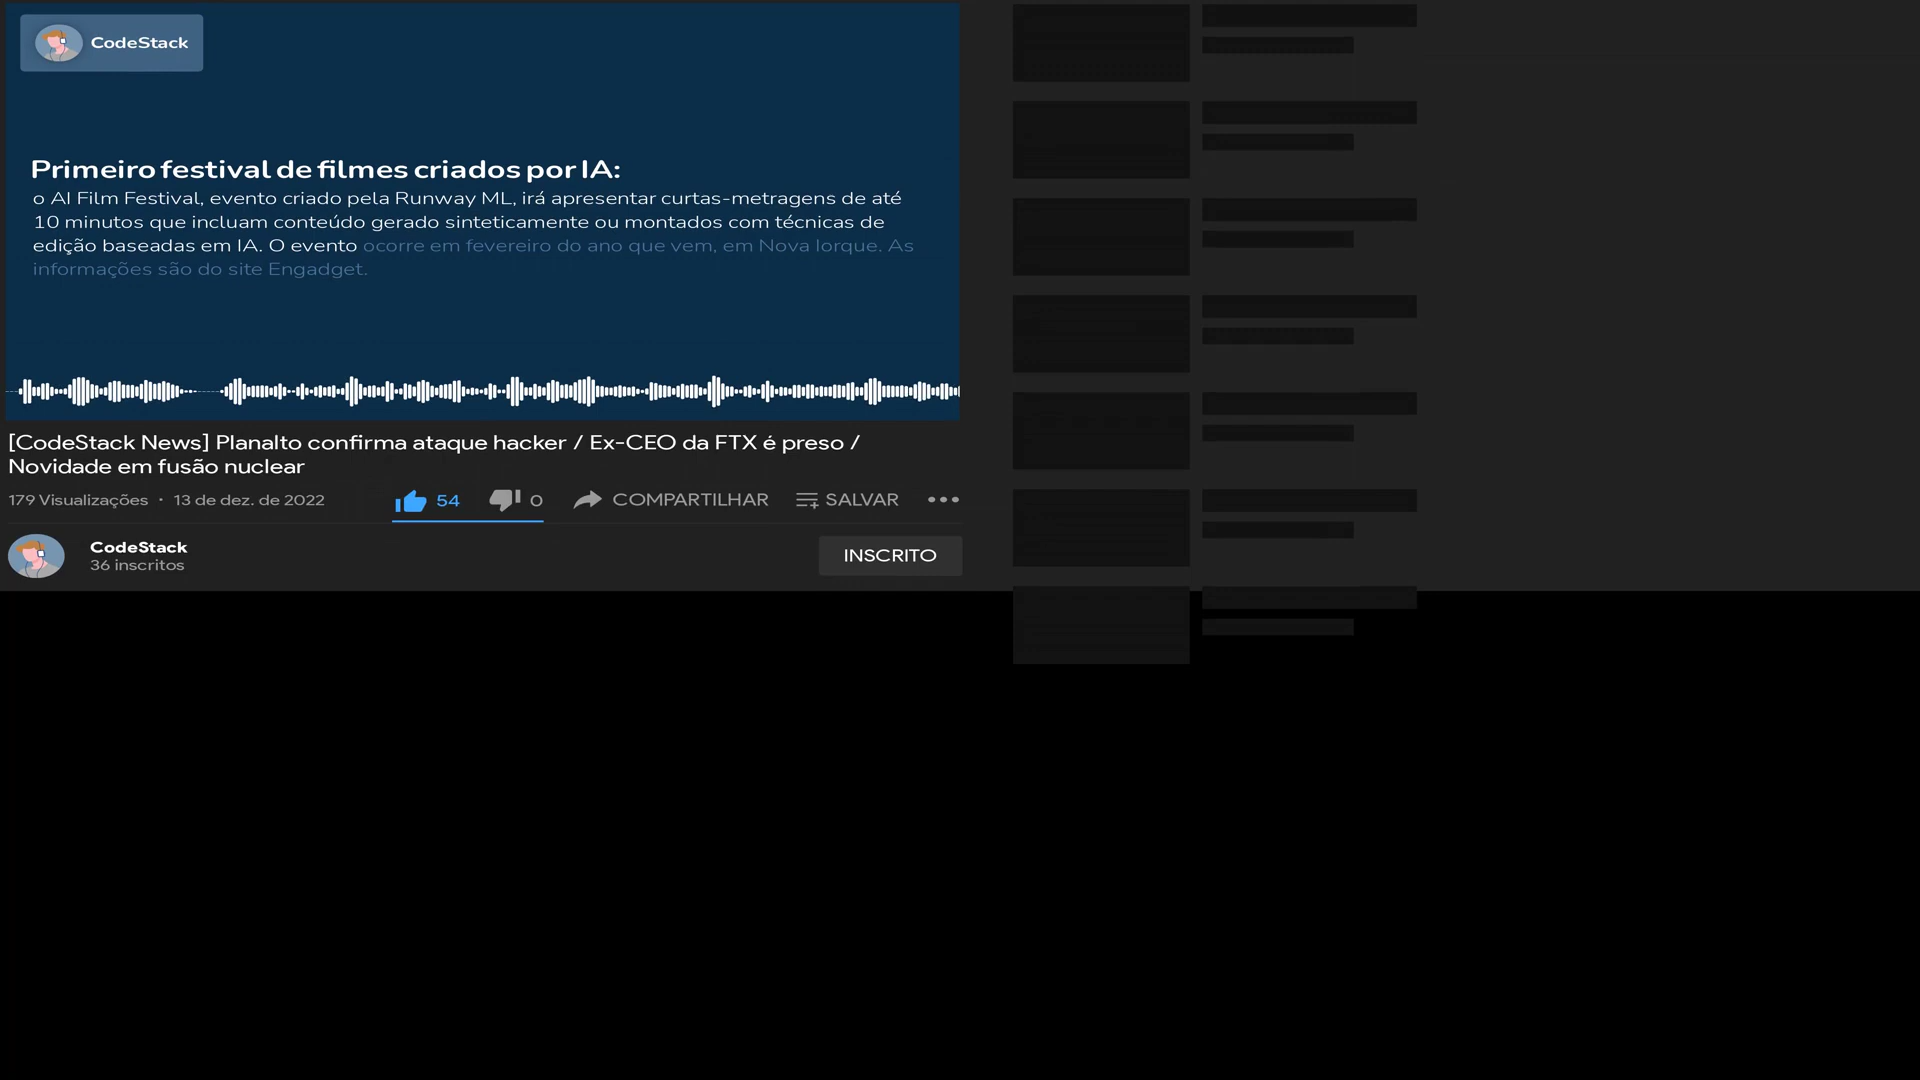 CodeStack
Primeiro festival de filmes criados por IA:
o AI Film Festival, evento criado pela Runway ML, irá apresentar curtas-metragens de até
10 minutos que incluam conteúdo gerado sinteticamente ou montados com técnicas de
edição baseadas em IA. O evento ocorre em fevereiro do ano que vem, em Nova Iorque. As
informações são do site Engadget.
[CodeStack News] Planalto confirma ataque hacker / Ex-CEO da FTX é preso /
Novidade em fusão nuclear
179 Visualizações · 13 de dez. de 2022 54 0 COMPARTILHAR SALVAR
CodeStack
36 inscritos
INSCRITO